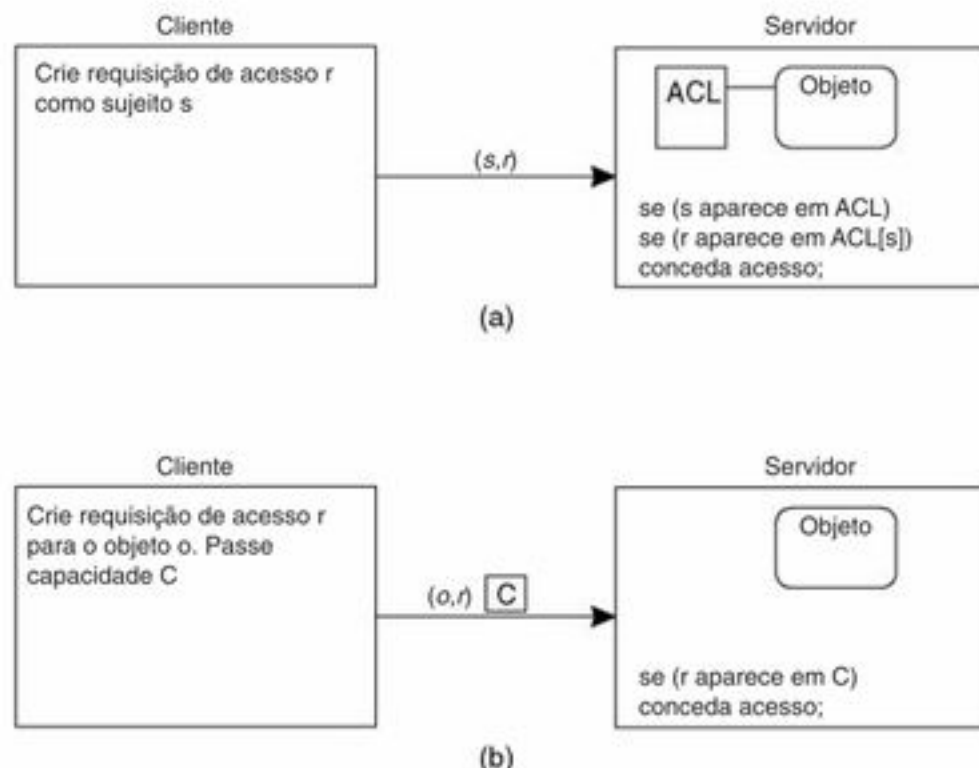 Cliente
Servidor
Crie requisição de acesso r
como sujeito s
ACL
Objeto
(s,r)
se (s aparece em ACL)
se (r aparece em ACL[s])
conceda acesso;
(a)
Cliente
Servidor
Crie requisição de acesso r
para o objeto o. Passe
capacidade C
Objeto
(o,r) C
se (r aparece em C)
conceda acesso;
(b)